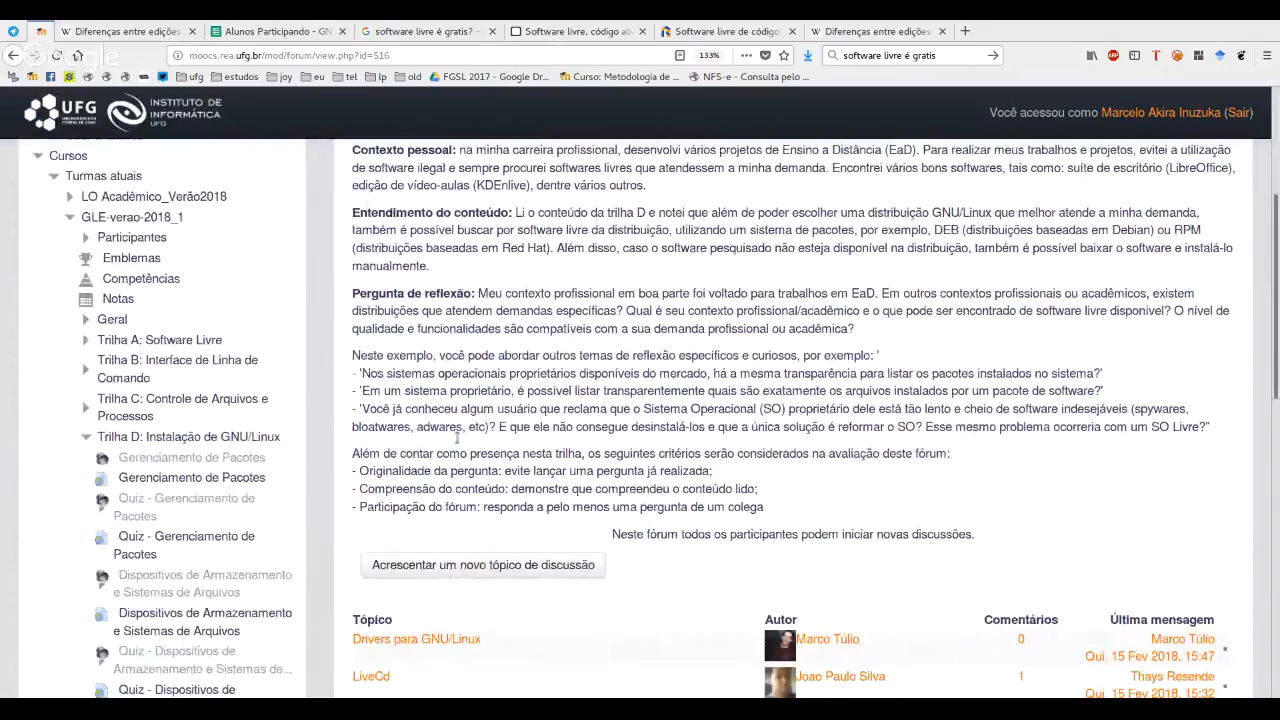 Diferenças entre edições
Alunos Participando - GN
software livre é gratis? -
Software livre, código ab
Software livre de código
Diferenças entre edições
Google
moocs.rea.ufg.br/mod/forum/view.php?id=516
133%
software livre é gratis
ufg
estudos
joy
eu
tel
lp
old
FGSL 2017 - Google Dr...
Curso: Metodologia de ...
NFS-e - Consulta pelo ...
UFG
INSTITUTO DE
INFORMÁTICA
UFG
Você acessou como Marcelo Akira Inuzuka (Sair)
Cursos
Turmas atuais
LO Acadêmico_Verão2018
GLE-verao-2018_1
Participantes
Emblemas
Competências
Notas
Geral
Trilha A: Software Livre
Trilha B: Interface de Linha de
Comando
Trilha C: Controle de Arquivos e
Processos
Trilha D: Instalação de GNU/Linux
Gerenciamento de Pacotes
Gerenciamento de Pacotes
Quiz - Gerenciamento de
Pacotes
Quiz - Gerenciamento de
Pacotes
Dispositivos de Armazenamento
e Sistemas de Arquivos
Dispositivos de Armazenamento
e Sistemas de Arquivos
Quiz - Dispositivos de
Armazenamento e Sistemas de...
Quiz - Dispositivos de
Contexto pessoal: na minha carreira profissional, desenvolvi vários projetos de Ensino a Distância (EaD). Para realizar meus trabalhos e projetos, evitei a utilização
de software ilegal e sempre procurei softwares livres que atendessem a minha demanda. Encontrei vários bons softwares, tais como: suíte de escritório (LibreOffice),
edição de vídeo-aulas (KDEnlive), dentre vários outros.
Entendimento do conteúdo: Li o conteúdo da trilha D e notei que além de poder escolher uma distribuição GNU/Linux que melhor atende a minha demanda,
também é possível buscar por software livre da distribuição, utilizando um sistema de pacotes, por exemplo, DEB (distribuições baseadas em Debian) ou RPM
(distribuições baseadas em Red Hat). Além disso, caso o software pesquisado não esteja disponível na distribuição, também é possível baixar o software e instalá-lo
manualmente.
Pergunta de reflexão: Meu contexto profissional em boa parte foi voltado para trabalhos em EaD. Em outros contextos profissionais ou acadêmicos, existem
distribuições que atendem demandas específicas? Qual é seu contexto profissional/acadêmico e o que pode ser encontrado de software livre disponível? O nível de
qualidade e funcionalidades são compatíveis com a sua demanda profissional ou acadêmica?
Neste exemplo, você pode abordar outros temas de reflexão específicos e curiosos, por exemplo: '
- 'Nos sistemas operacionais proprietários disponíveis do mercado, há a mesma transparência para listar os pacotes instalados no sistema?'
- 'Em um sistema proprietário, é possível listar transparentemente quais são exatamente os arquivos instalados por um pacote de software?'
- 'Você já conheceu algum usuário que reclama que o Sistema Operacional (SO) proprietário dele está tão lento e cheio de software indesejáveis (spywares,
bloatwares, adwares, etc)? E que ele não consegue desinstalá-los e que a única solução é reformar o SO? Esse mesmo problema ocorreria com um SO Livre?"
Além de contar como presença nesta trilha, os seguintes critérios serão considerados na avaliação deste fórum:
- Originalidade da pergunta: evite lançar uma pergunta já realizada;
- Compreensão do conteúdo: demonstre que compreendeu o conteúdo lido;
- Participação do fórum: responda a pelo menos uma pergunta de um colega
Neste fórum todos os participantes podem iniciar novas discussões.
Acrescentar um novo tópico de discussão
Tópico Autor Comentários Última mensagem
Drivers para GNU/Linux Marco Túlio 0 Marco Túlio
Qui, 15 Fev 2018, 15:47
LiveCd Joao Paulo Silva 1 Thays Resende
Qui, 15 Fev 2018, 15:32